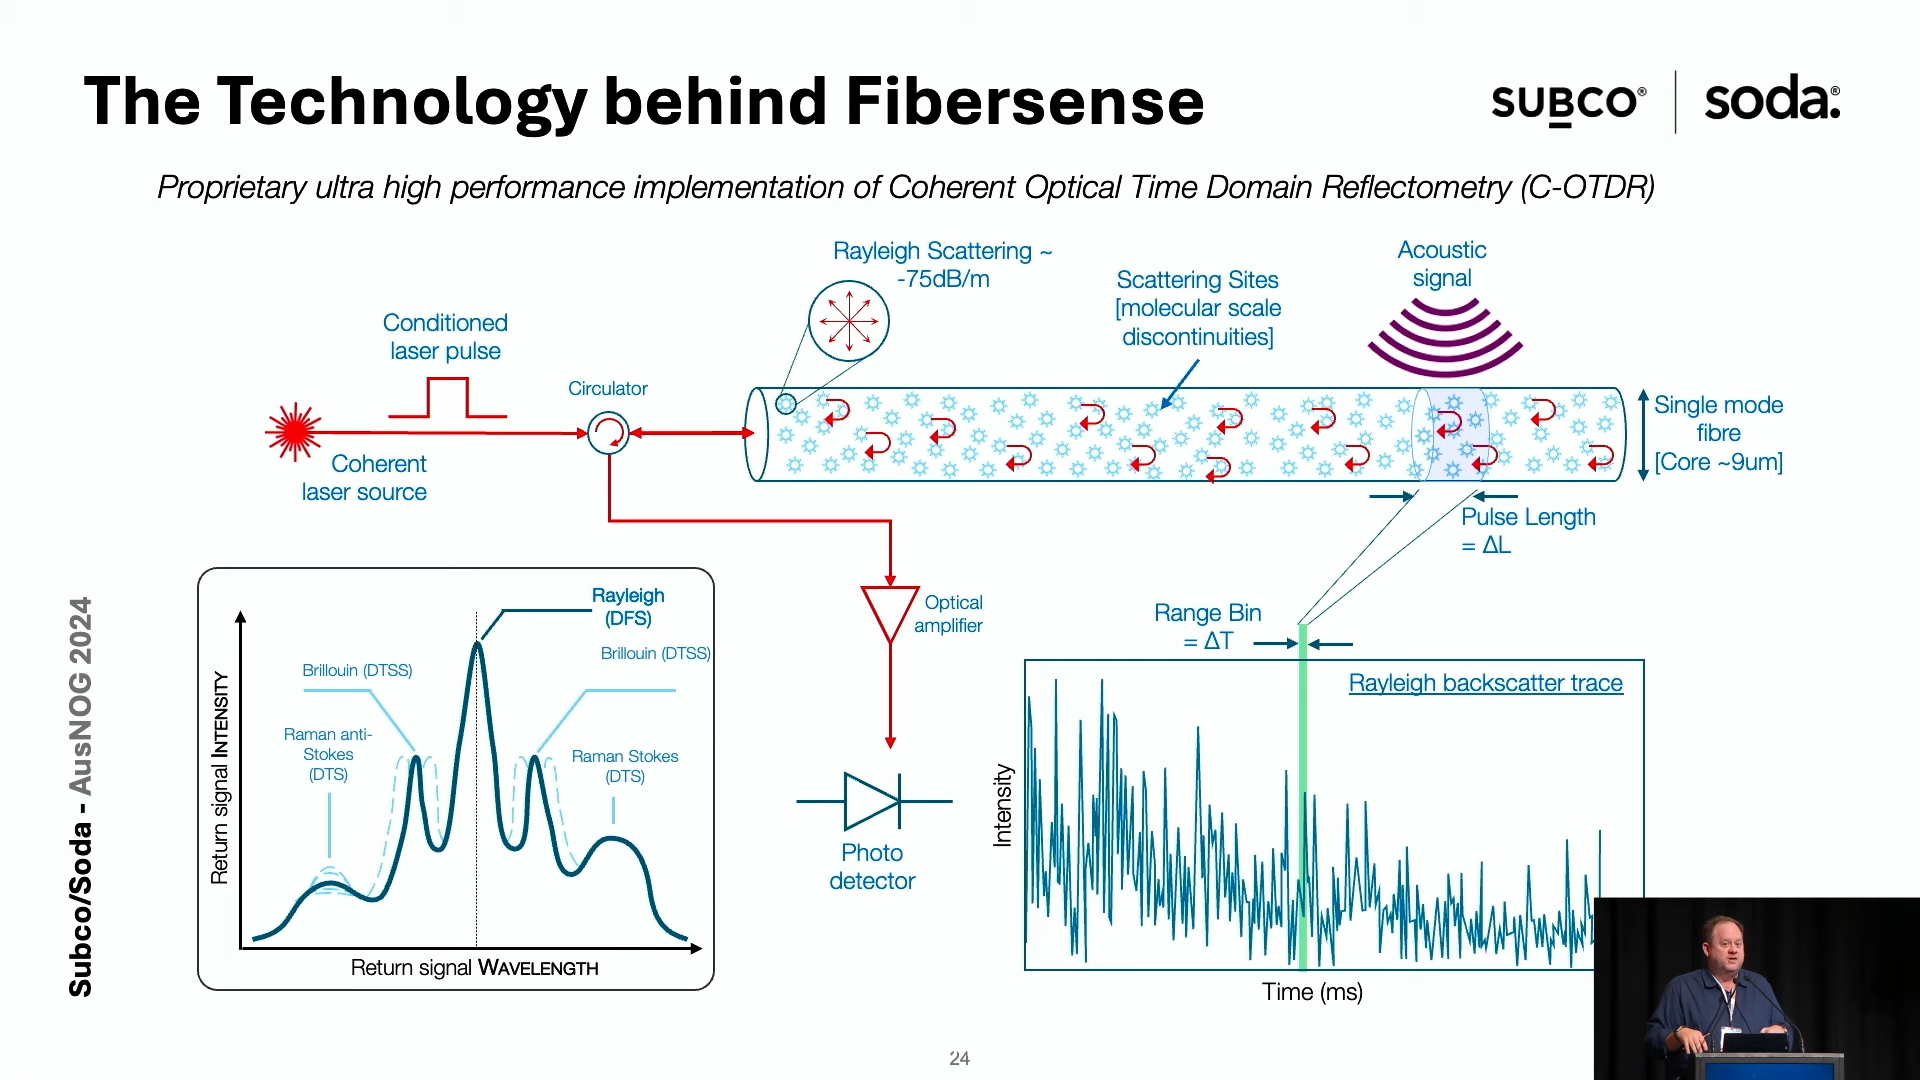 The Technology behind Fibersense
SUBCO®
soda:®
Proprietary ultra high performance implementation of Coherent Optical Time Domain Reflectometry (C-OTDR)
Rayleigh Scattering ~
-75dB/m
Scattering Sites
[molecular scale
discontinuities]
Acoustic
signal
Conditioned
laser pulse
Circulator
Coherent
laser source
Single mode
fibre
[Core ~9um]
Pulse Length
= ΔL
Optical
amplifier
Range Bin
= ΔT
Rayleigh
(DFS)
Brillouin (DTSS)
Brillouin (DTSS)
Raman anti-
Stokes
(DTS)
Raman Stokes
(DTS)
Return signal INTENSITY
Return signal WAVELENGTH
Photo
detector
Rayleigh backscatter trace
Intensity
Time (ms)
Subco/Soda - AusNOG 2024
24